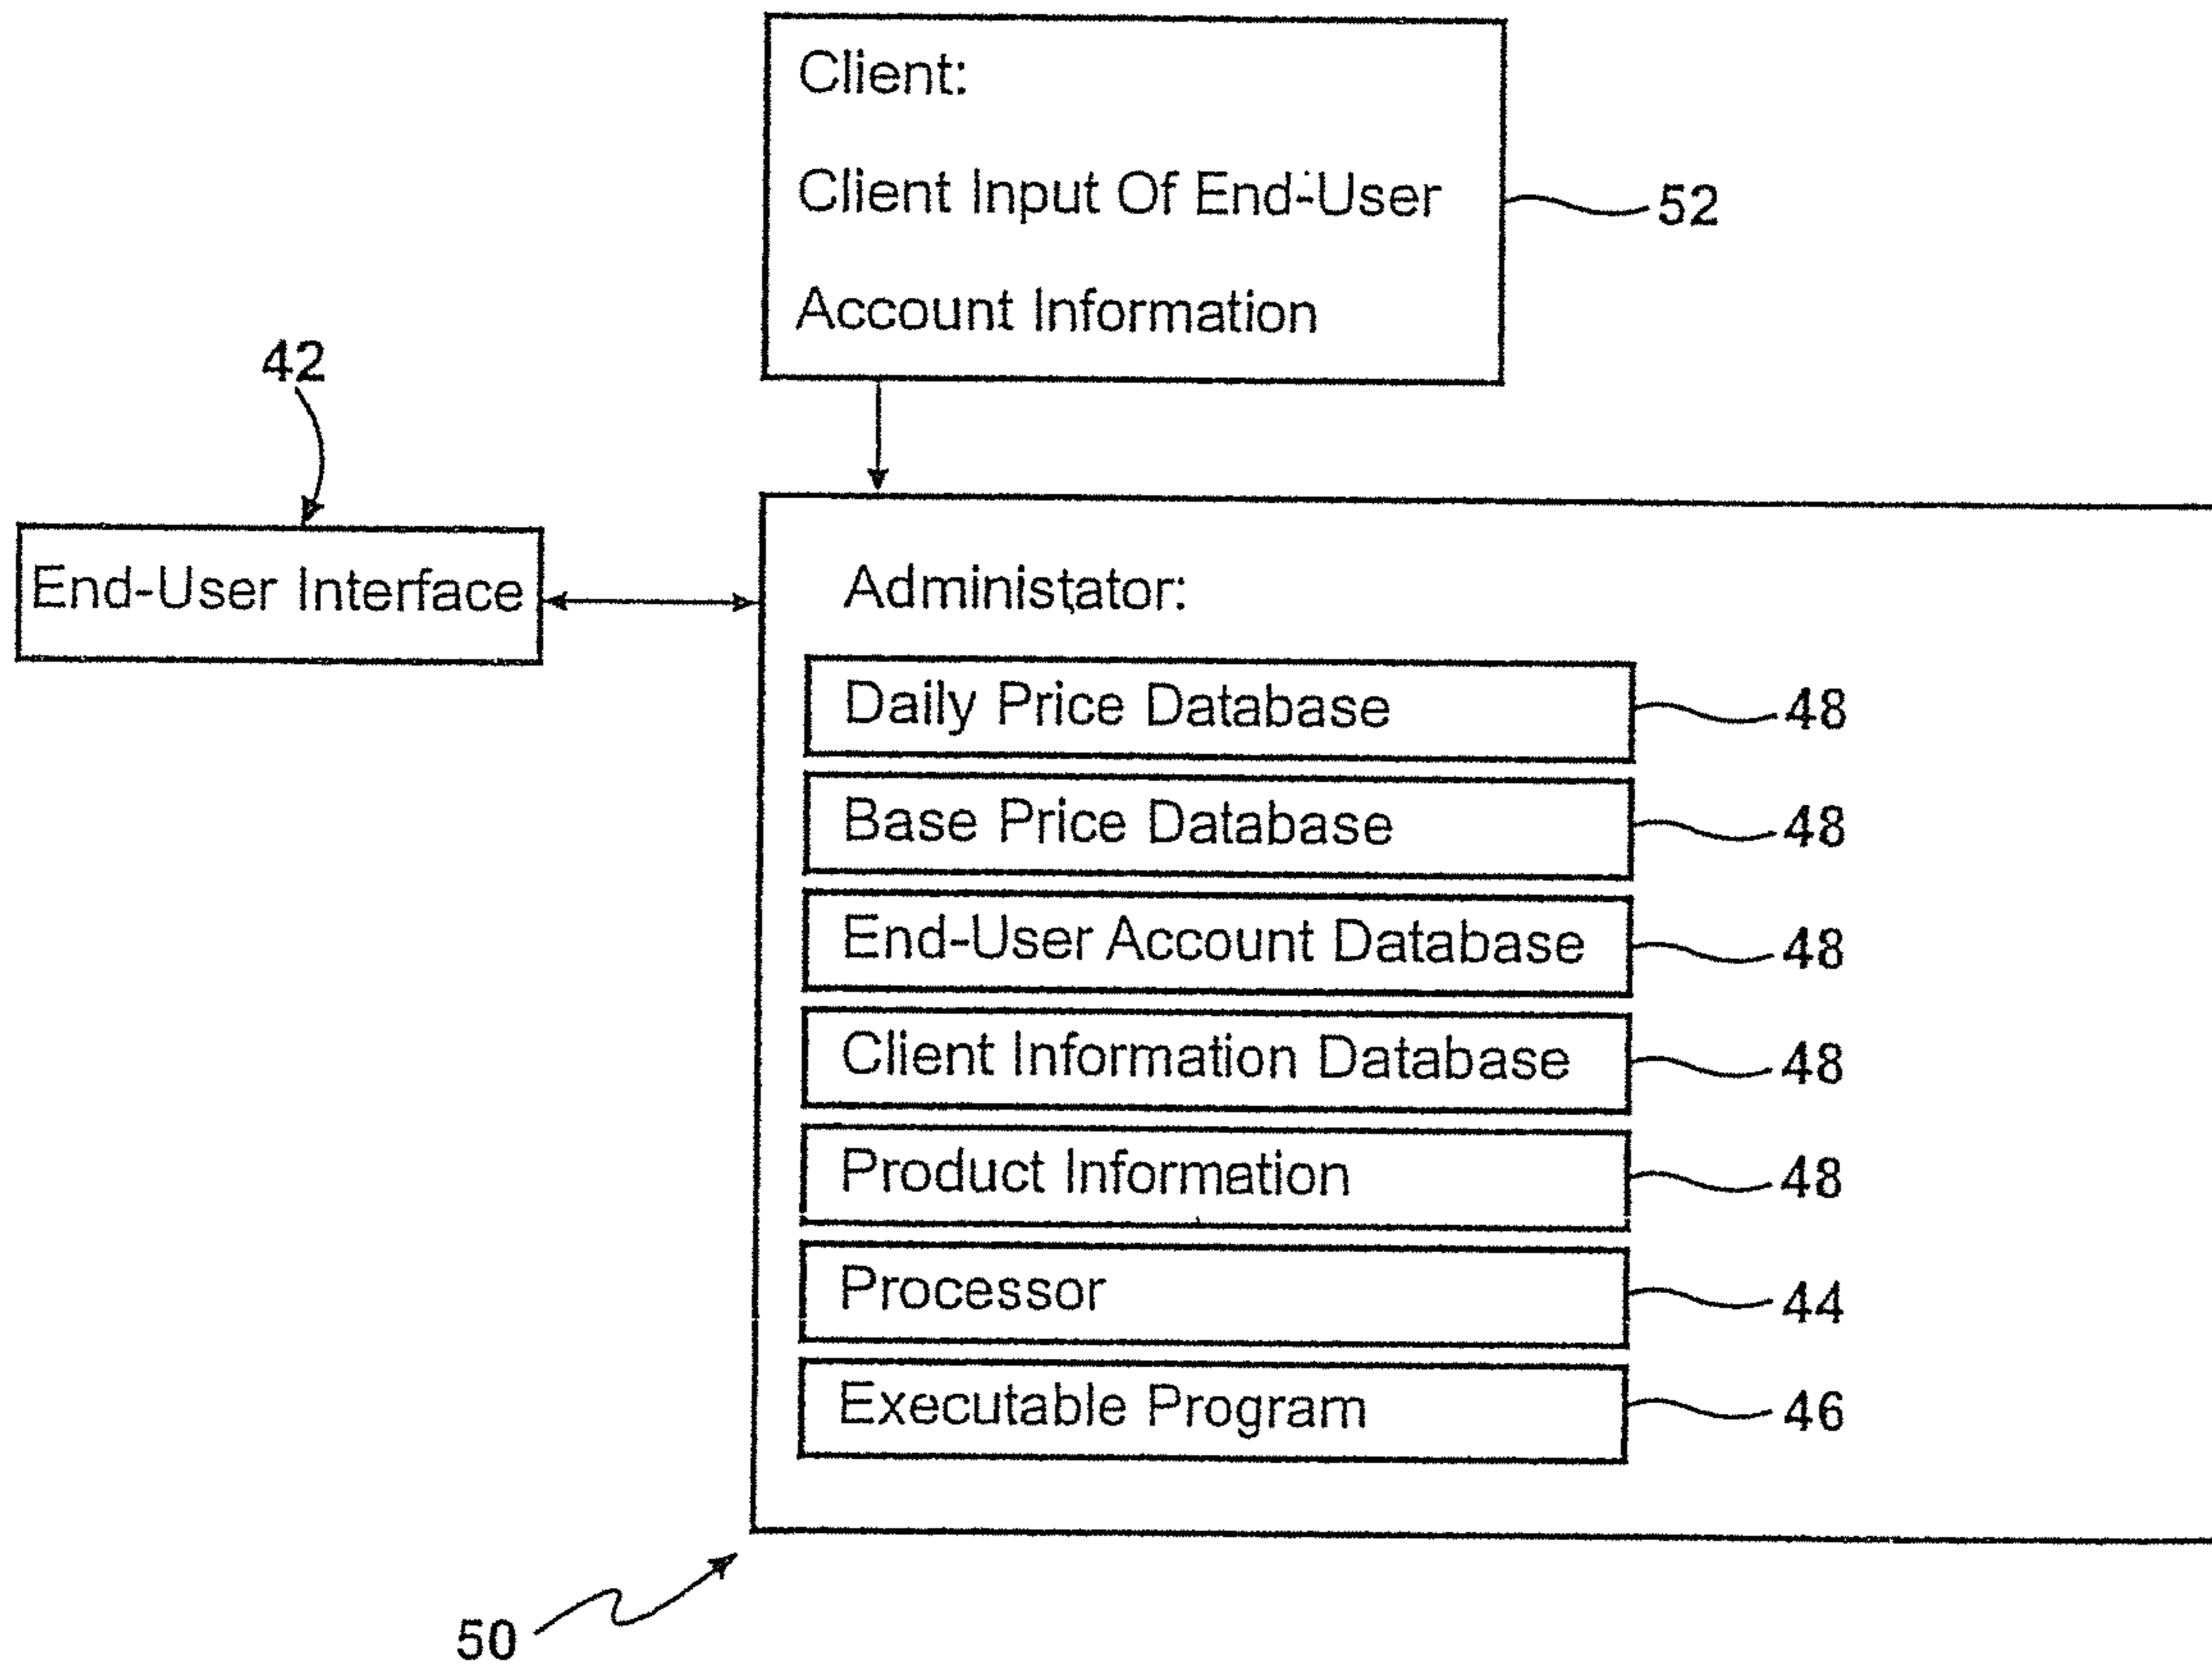 Client:
Client Input Of End-User
Account Information
52
42
End-User Interface
Administator:
Daily Price Database
48
Base Price Database
48
End-User Account Database
48
Client Information Database
48
Product Information
48
Processor
44
Executable Program
46
50